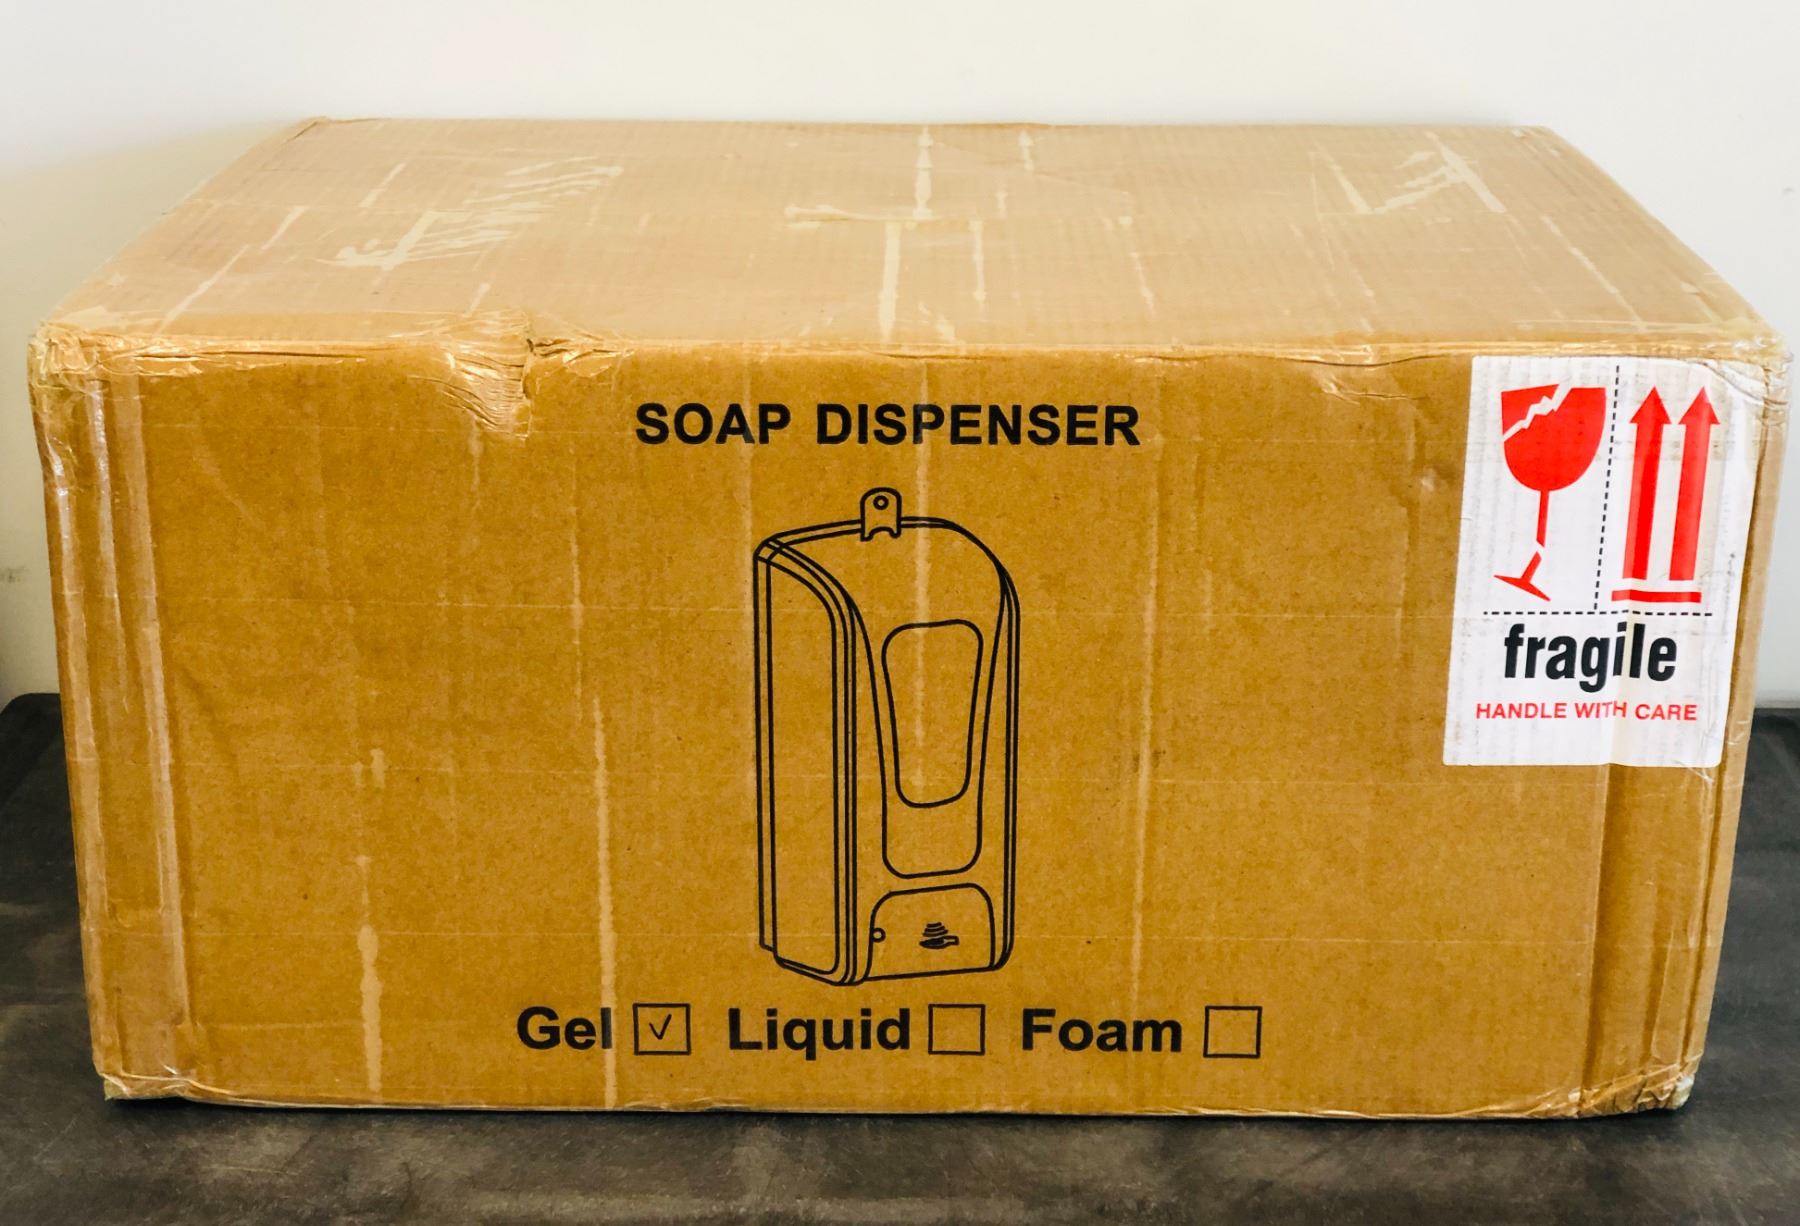 SOAP DISPENSER
fragile
HANDLE WITH CARE
Gel Liquid Foam